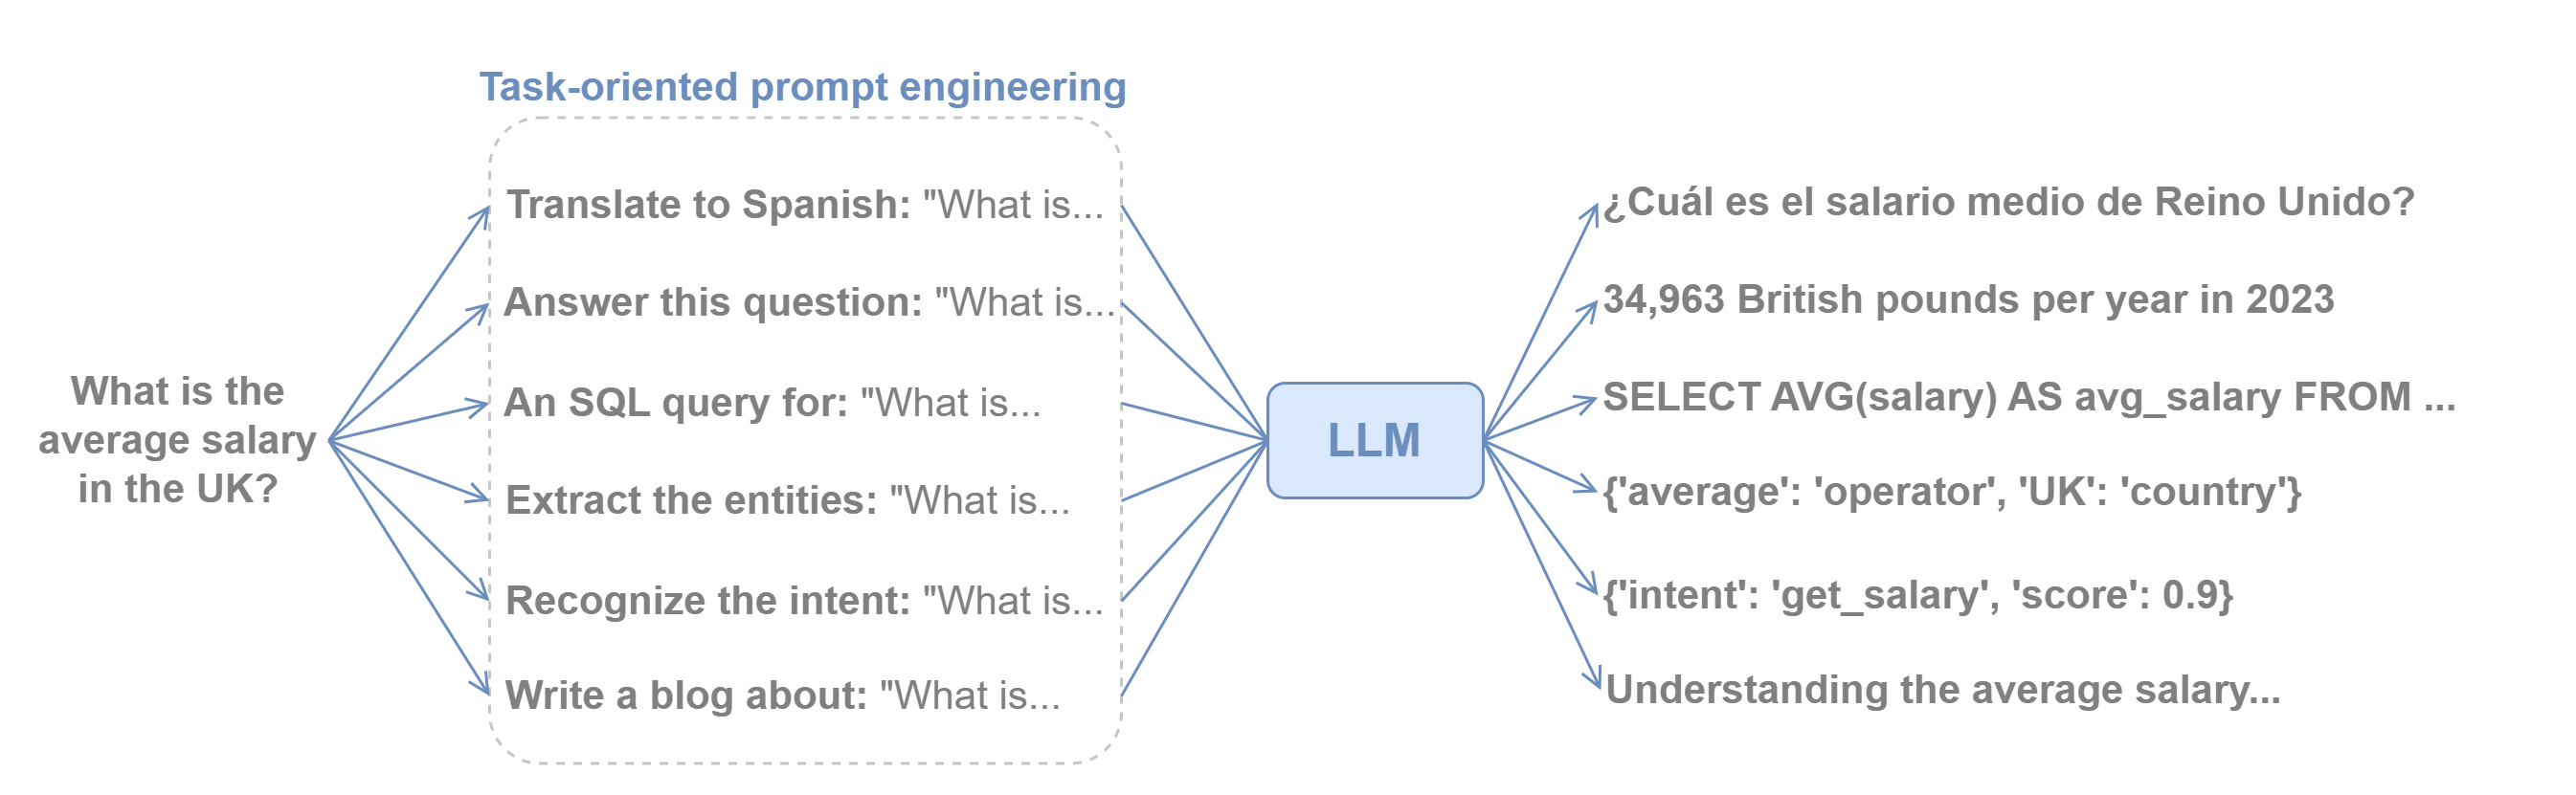 Task-oriented prompt engineering
What is the
average salary
in the UK?
Translate to Spanish: "What is...
Answer this question: "What is...
An SQL query for: "What is...
Extract the entities: "What is...
Recognize the intent: "What is...
Write a blog about: "What is...
LLM
¿Cuál es el salario medio de Reino Unido?
34,963 British pounds per year in 2023
SELECT AVG(salary) AS avg_salary FROM ...
{'average': 'operator', 'UK': 'country'}
{'intent': 'get_salary', 'score': 0.9}
Understanding the average salary...